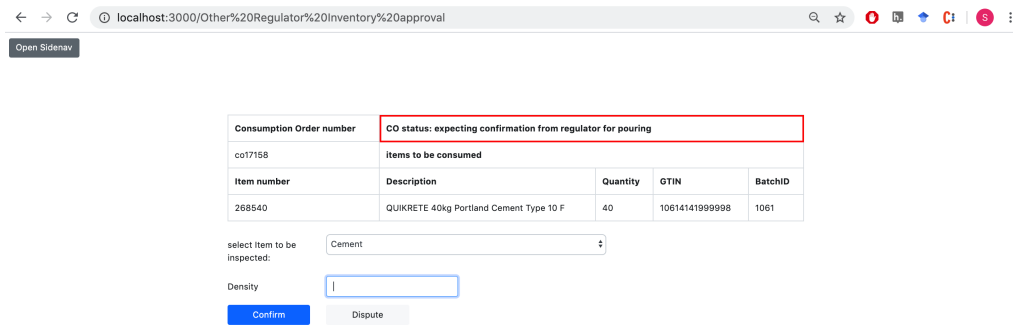 localhost:3000/Other%20Regulator%20Inventory%20approval
S
Open Sidenav
Consumption Order number CO status: expecting confirmation from regulator for pouring
co17158 items to be consumed
Item number Description Quantity GTIN BatchID
268540 QUIKRETE 40kg Portland Cement Type 10 F 40 10614141999998 1061
select Item to be inspected: Cement
Density
Confirm Dispute